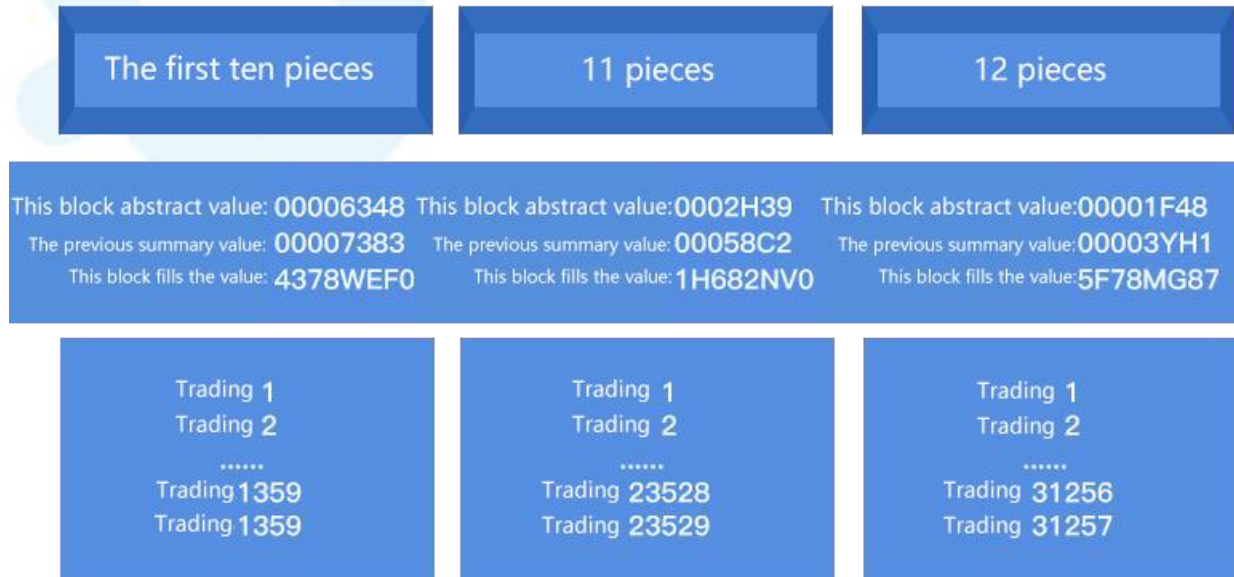 The first ten pieces
11 pieces
12 pieces
This block abstract value: 00006348
The previous summary value: 00007383
This block fills the value: 4378WEF0
This block abstract value:0002H39
The previous summary value: 00058C2
This block fills the value: 1H682NV0
This block abstract value:00001F48
The previous summary value: 00003YH1
This block fills the value:5F78MG87
Trading 1
Trading 2
......
Trading 1359
Trading 1359
Trading 1
Trading 2
......
Trading 23528
Trading 23529
Trading 1
Trading 2
......
Trading 31256
Trading 31257